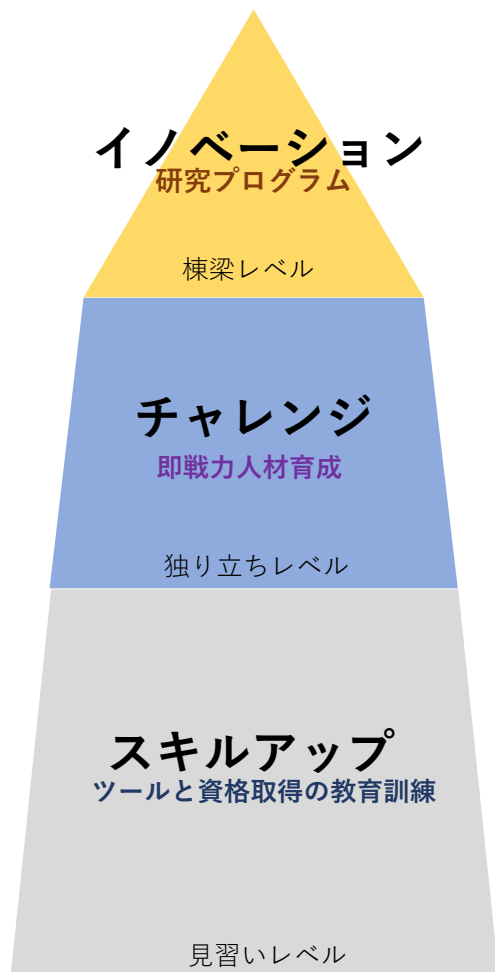 イノベーション
研究プログラム
棟梁レベル
チャレンジ
即戦力人材育成
独り立ちレベル
スキルアップ
ツールと資格取得の教育訓練
見習いレベル